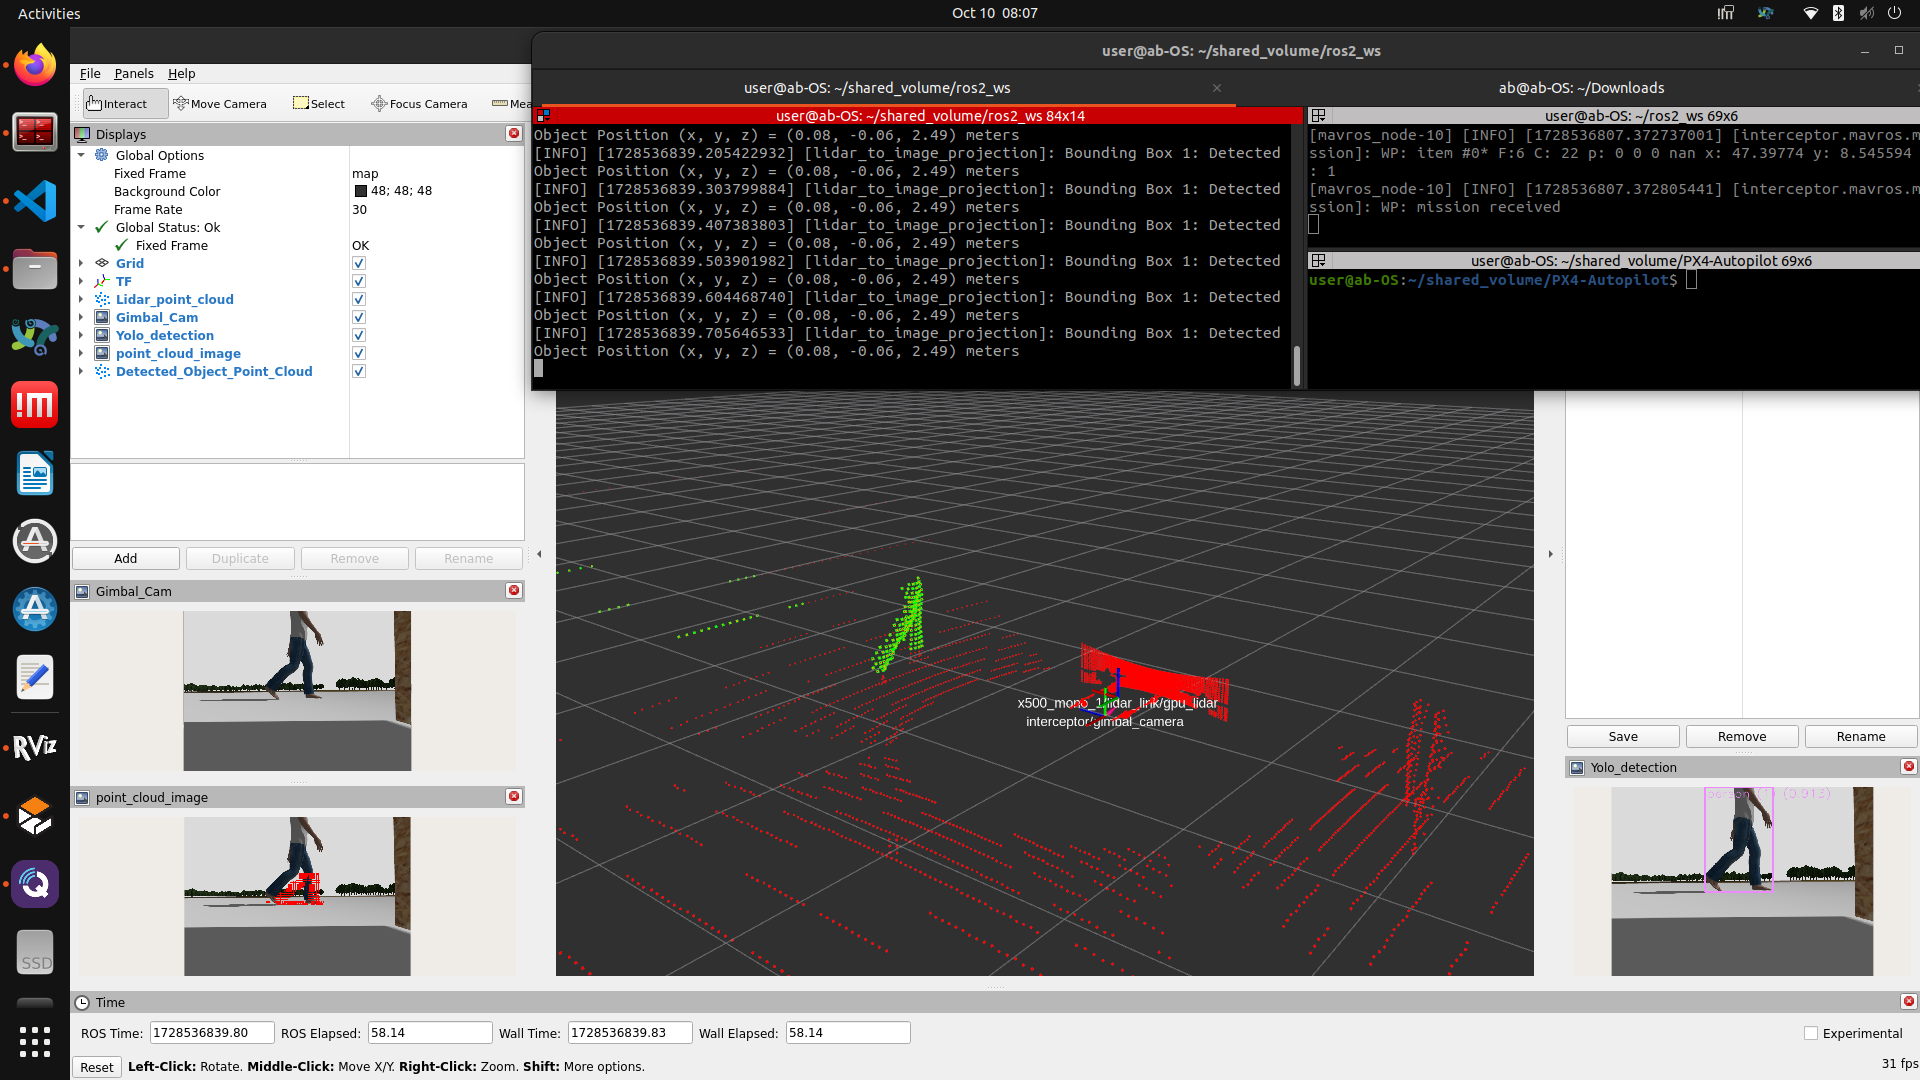 Activities
Oct 10  08:07
user@ab-OS: ~/shared_volume/ros2_ws
user@ab-OS: ~/shared_volume/ros2_ws
ab@ab-OS: ~/Downloads
File Panels Help
Interact Move Camera Select Focus Camera Mea
Displays
Global Options
Fixed Frame map
Background Color 48; 48; 48
Frame Rate 30
Global Status: Ok
Fixed Frame OK
Grid
TF
Lidar_point_cloud
Gimbal_Cam
Yolo_detection
point_cloud_image
Detected_Object_Point_Cloud
Add Duplicate Remove Rename
user@ab-OS: ~/shared_volume/ros2_ws 84x14
Object Position (x, y, z) = (0.08, -0.06, 2.49) meters
[INFO] [1728536839.205422932] [lidar_to_image_projection]: Bounding Box 1: Detected
Object Position (x, y, z) = (0.08, -0.06, 2.49) meters
[INFO] [1728536839.303799884] [lidar_to_image_projection]: Bounding Box 1: Detected
Object Position (x, y, z) = (0.08, -0.06, 2.49) meters
[INFO] [1728536839.407383803] [lidar_to_image_projection]: Bounding Box 1: Detected
Object Position (x, y, z) = (0.08, -0.06, 2.49) meters
[INFO] [1728536839.503901982] [lidar_to_image_projection]: Bounding Box 1: Detected
Object Position (x, y, z) = (0.08, -0.06, 2.49) meters
[INFO] [1728536839.604468740] [lidar_to_image_projection]: Bounding Box 1: Detected
Object Position (x, y, z) = (0.08, -0.06, 2.49) meters
[INFO] [1728536839.705646533] [lidar_to_image_projection]: Bounding Box 1: Detected
Object Position (x, y, z) = (0.08, -0.06, 2.49) meters
user@ab-OS: ~/ros2_ws 69x6
[mavros_node-10] [INFO] [1728536807.372737001] [interceptor.mavros.m
ssion]: WP: item #0* F:6 C: 22 p: 0 0 0 nan x: 47.39774 y: 8.545594
: 1
[mavros_node-10] [INFO] [1728536807.372805441] [interceptor.mavros.m
ssion]: WP: mission received
user@ab-OS: ~/shared_volume/PX4-Autopilot 69x6
user@ab-OS:~/shared_volume/PX4-Autopilot$
Gimbal_Cam
point_cloud_image
x500_mono_1/lidar_link/gpu_lidar
interceptor/gimbal_camera
Save Remove Rename
Yolo_detection
person (1) (0.913)
RViz
SSD
Time
ROS Time: 1728536839.80 ROS Elapsed: 58.14 Wall Time: 1728536839.83 Wall Elapsed: 58.14
Experimental
Reset Left-Click: Rotate. Middle-Click: Move X/Y. Right-Click: Zoom. Shift: More options.
31 fps